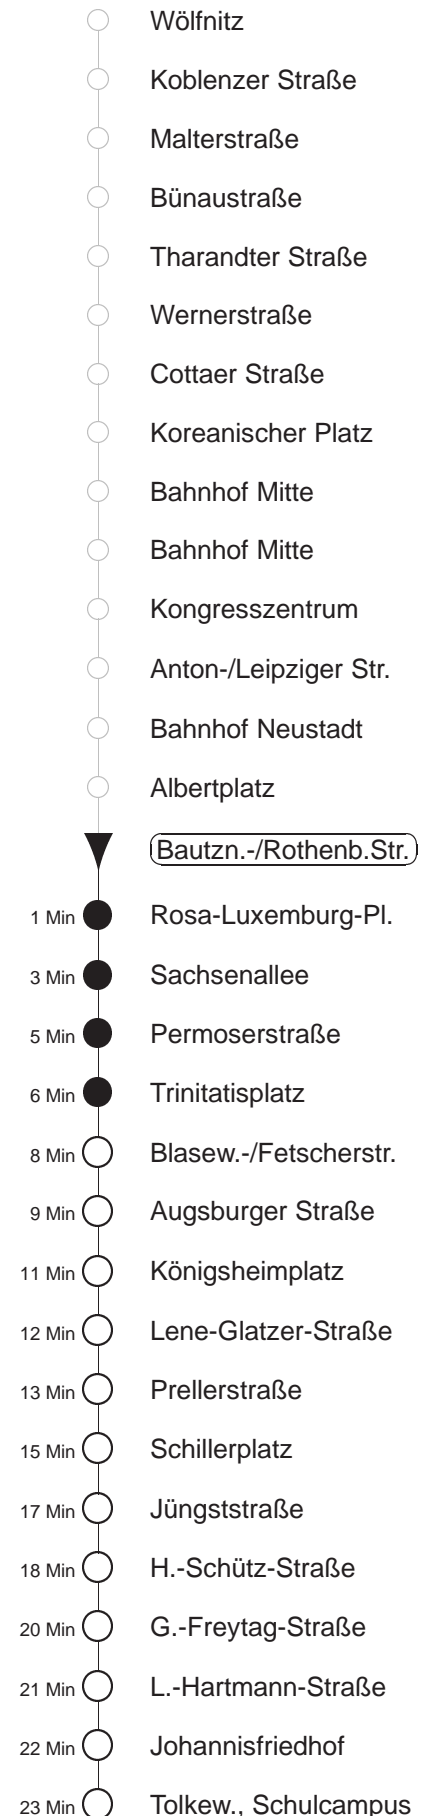 Wölfnitz
Koblenzer Straße
Malterstraße
Bünaustraße
Tharandter Straße
Wernerstraße
Cottaer Straße
Koreanischer Platz
Bahnhof Mitte
Bahnhof Mitte
Kongresszentrum
Anton-/Leipziger Str.
Bahnhof Neustadt
Albertplatz
Bautzn.-/Rothenb.Str.
1 Min Rosa-Luxemburg-Pl.
3 Min Sachsenallee
5 Min Permoserstraße
6 Min Trinitatisplatz
8 Min Blasew.-/Fetscherstr.
9 Min Augsburger Straße
11 Min Königsheimplatz
12 Min Lene-Glatzer-Straße
13 Min Prellerstraße
15 Min Schillerplatz
17 Min Jüngststraße
18 Min H.-Schütz-Straße
20 Min G.-Freytag-Straße
21 Min L.-Hartmann-Straße
22 Min Johannisfriedhof
23 Min Tolkew., Schulcampus